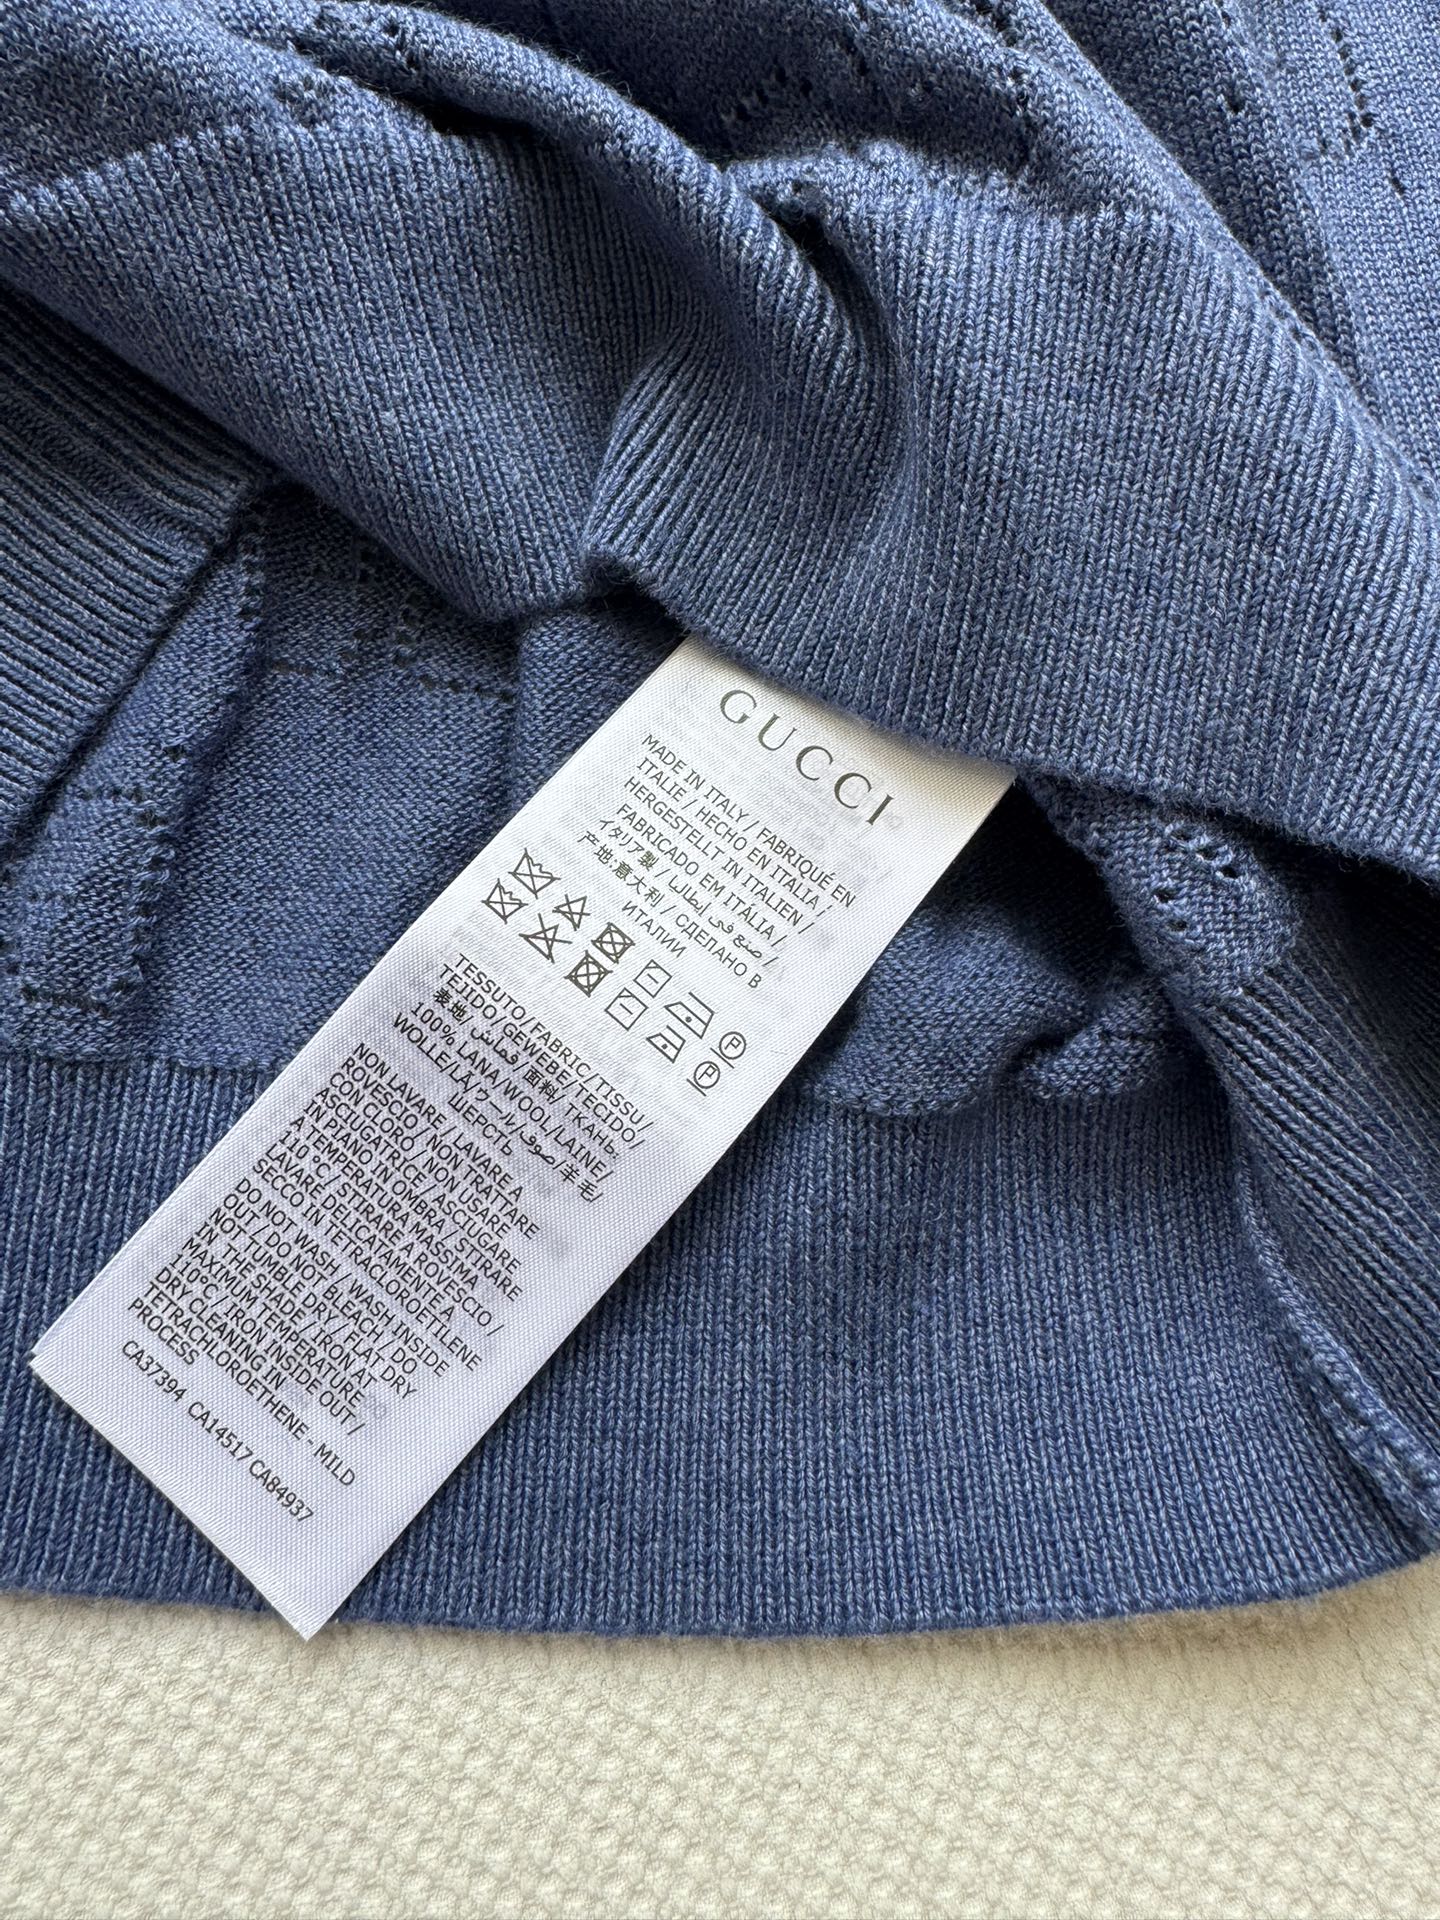 GUCCI
MADE IN ITALY / FABRIQUÉ EN
ITALIE / HECHO EN ITALIA /
HERGESTELLT IN ITALIEN /
FABRICADO EM ITÁLIA /
イタリア製 / صنع في إيطاليا /
产地:意大利 / СДЕЛАНО В
ИТАЛИИ
TESSUTO/FABRIC/TISSU/
TEJIDO/GEWEBE/TECIDO/
表地/قماش/面料/ТКАНЬ:
100% LANA/WOOL/LAINE/
WOLLE/LÃ/ウール/صوف/羊毛/
ШЕРСТЬ
NON LAVARE / LAVARE A
ROVESCIO / NON TRATTARE
CON CLORO / NON USARE
ASCIUGATRICE / ASCIUGARE
IN PIANO IN OMBRA / STIRARE
A TEMPERATURA MASSIMA
110 °C / STIRARE A ROVESCIO /
LAVARE DELICATAMENTE A
SECCO IN TETRACLOROETILENE
DO NOT WASH / WASH INSIDE
OUT / DO NOT BLEACH / DO
NOT TUMBLE DRY / FLAT DRY
IN THE SHADE / IRON AT
MAXIMUM TEMPERATURE
110°C / IRON INSIDE OUT /
DRY CLEANING IN
TETRACHLOROETHENE - MILD
PROCESS
CA37394 CA14517 CA84937